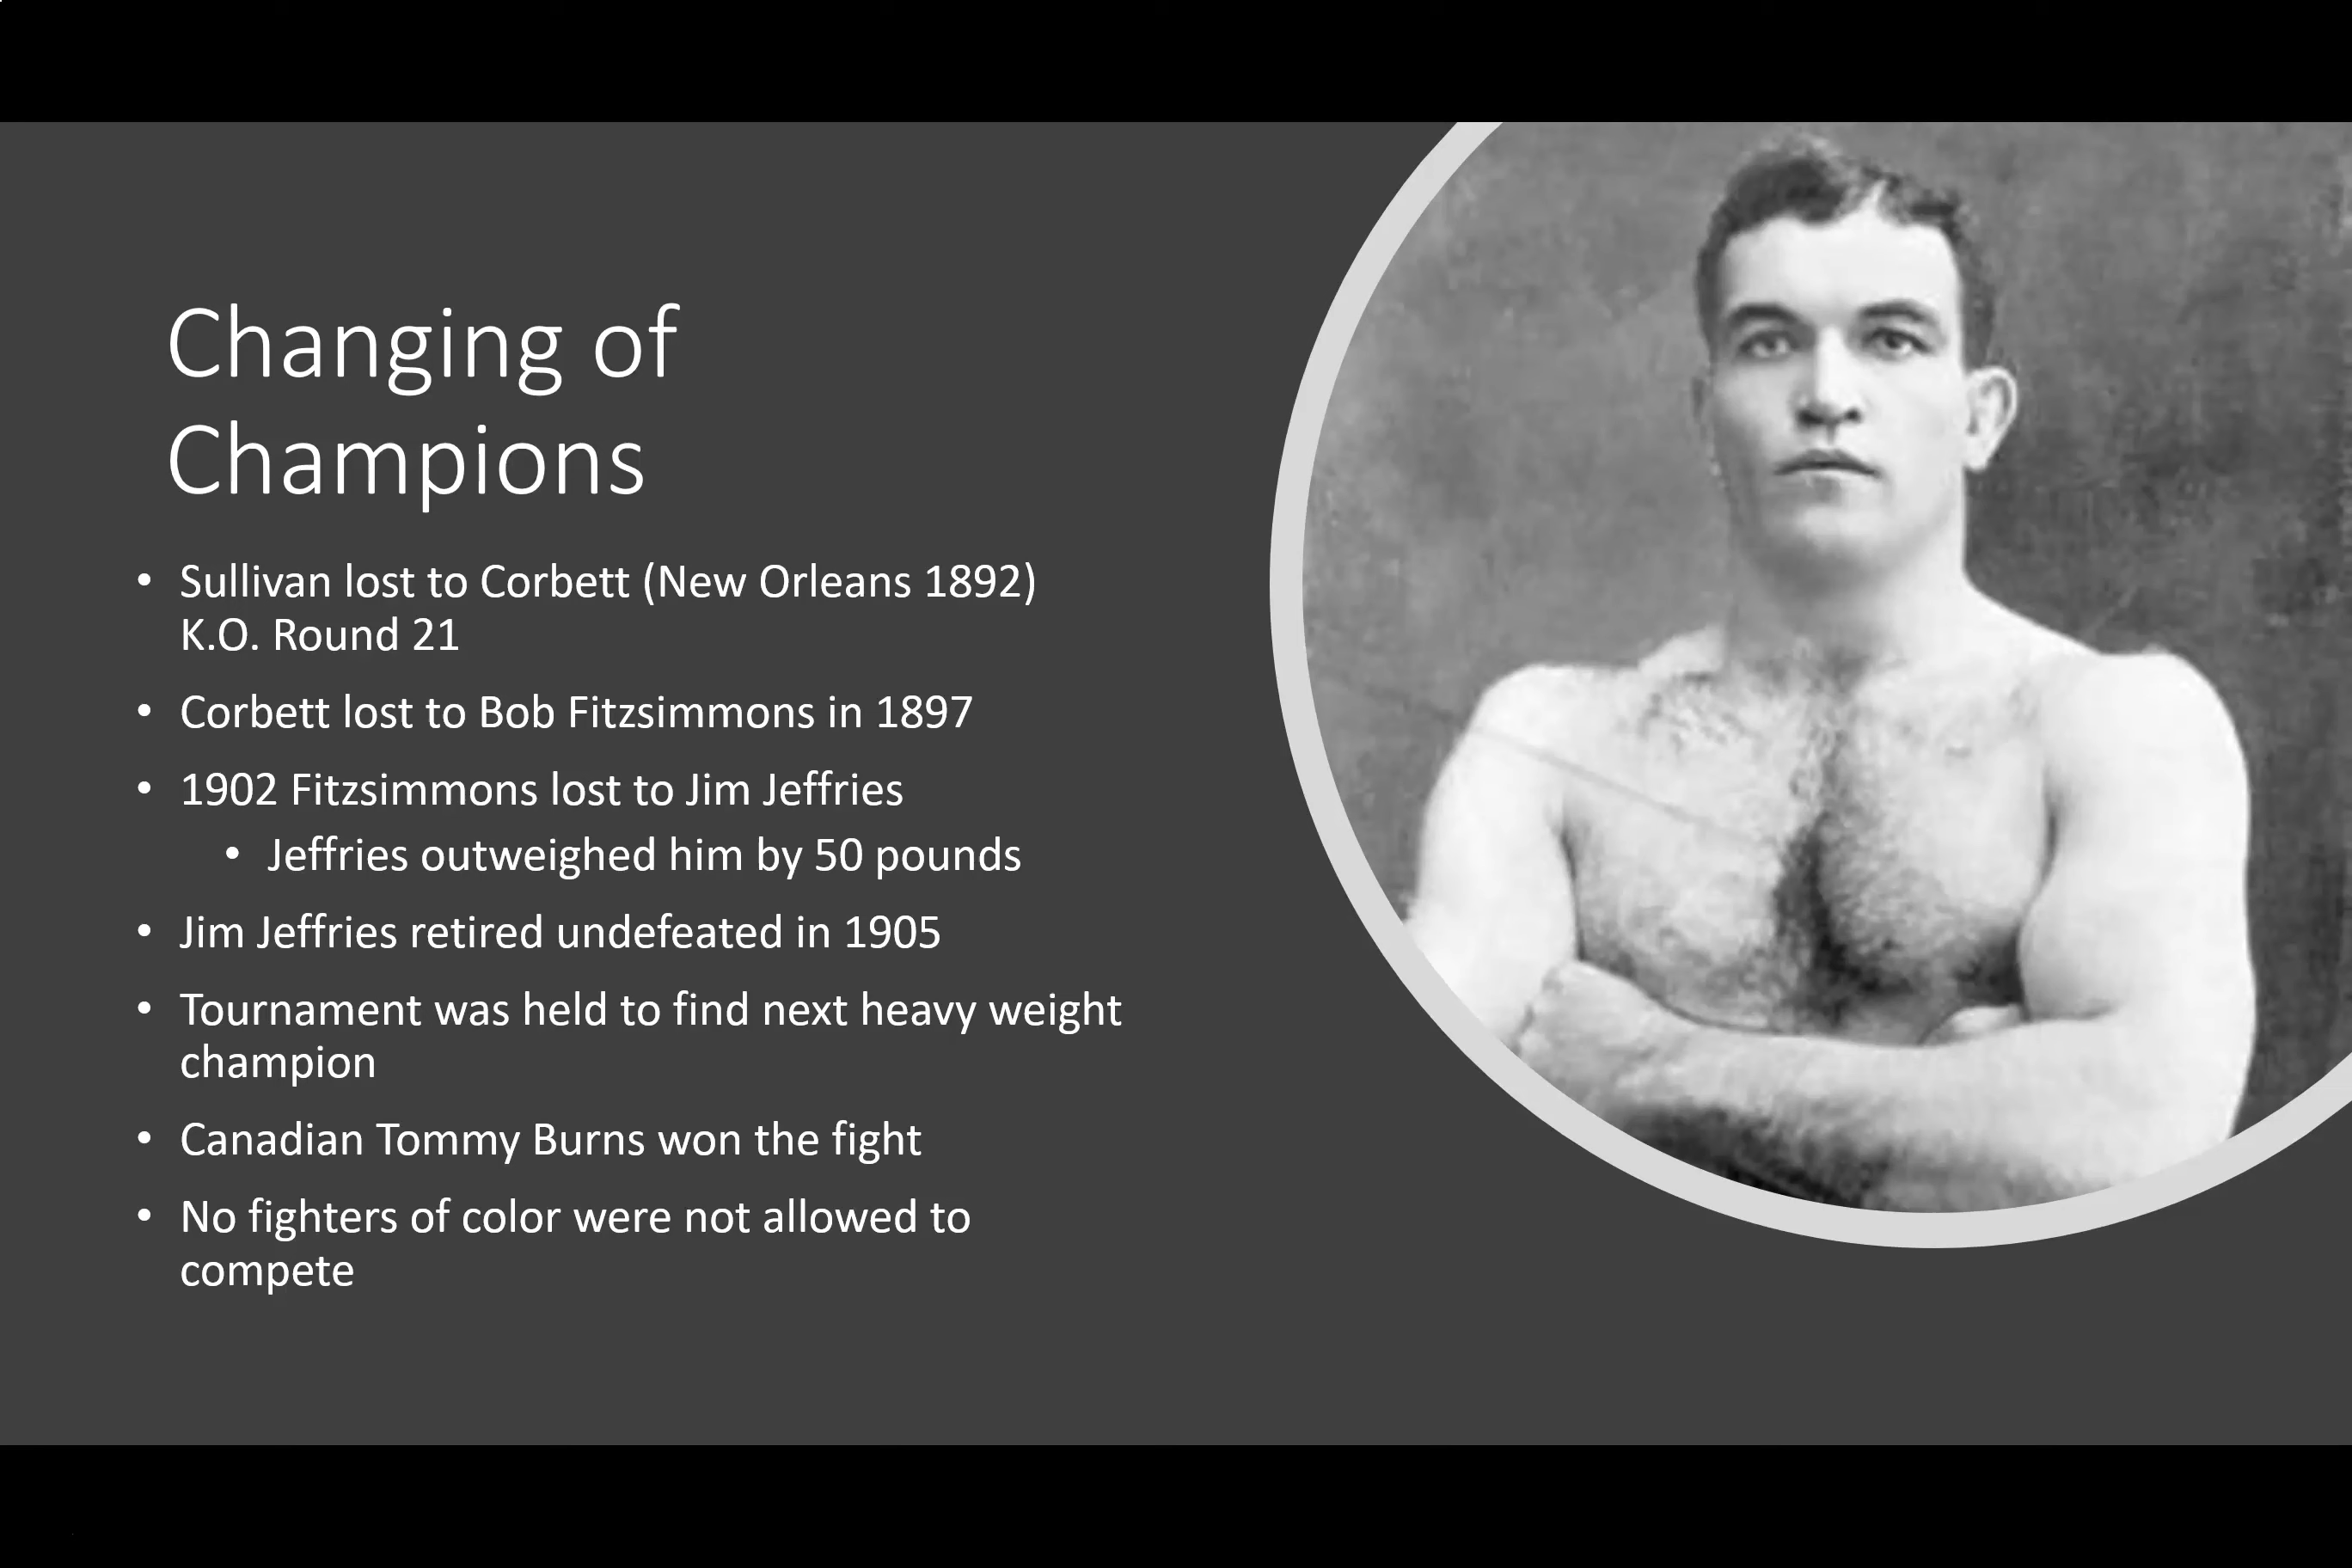 Changing of
Champions
• Sullivan lost to Corbett (New Orleans 1892)
K.O. Round 21
• Corbett lost to Bob Fitzsimmons in 1897
• 1902 Fitzsimmons lost to Jim Jeffries
• Jeffries outweighed him by 50 pounds
• Jim Jeffries retired undefeated in 1905
• Tournament was held to find next heavy weight
champion
• Canadian Tommy Burns won the fight
• No fighters of color were not allowed to
compete